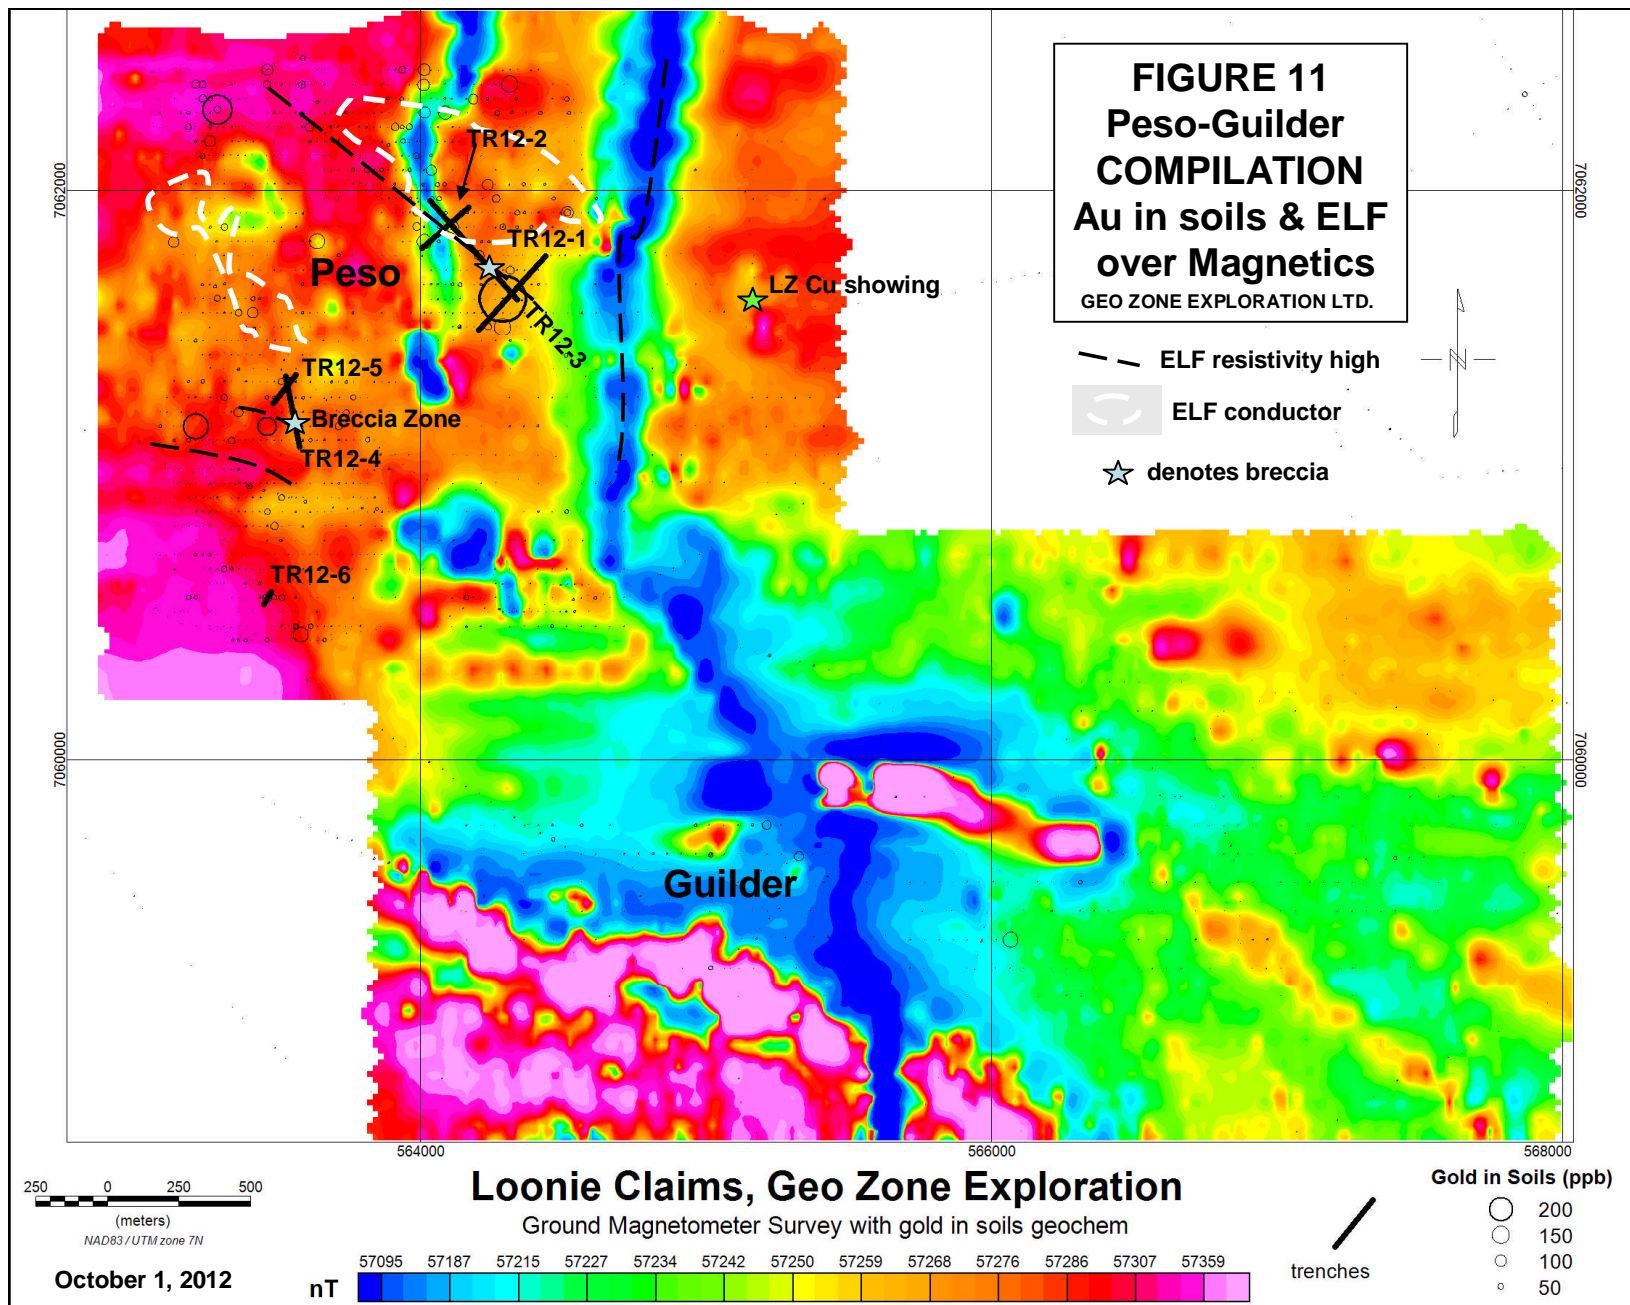 FIGURE 11
Peso-Guilder
COMPILATION
Au in soils & ELF
over Magnetics
GEO ZONE EXPLORATION LTD.
ELF resistivity high
ELF conductor
denotes breccia
N
7062000
7062000
7060000
7060000
TR12-2
TR12-1
Peso
LZ Cu showing
TR12-3
TR12-5
Breccia Zone
TR12-4
TR12-6
Guilder
564000
566000
568000
250 0 250 500
(meters)
NAD83 / UTM zone 7N
October 1, 2012
Loonie Claims, Geo Zone Exploration
Ground Magnetometer Survey with gold in soils geochem
57095 57187 57215 57227 57234 57242 57250 57259 57268 57276 57286 57307 57359
nT
trenches
Gold in Soils (ppb)
200
150
100
50